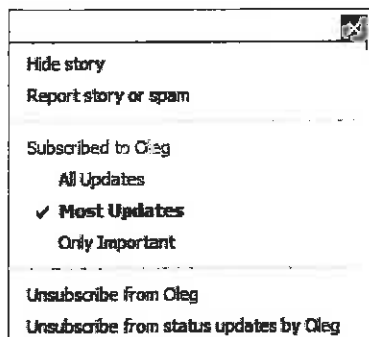 Hide story
Report story or spam
Subscribed to Oleg
All Updates
✓ Most Updates
Only Important
Unsubscribe from Oleg
Unsubscribe from status updates by Oleg